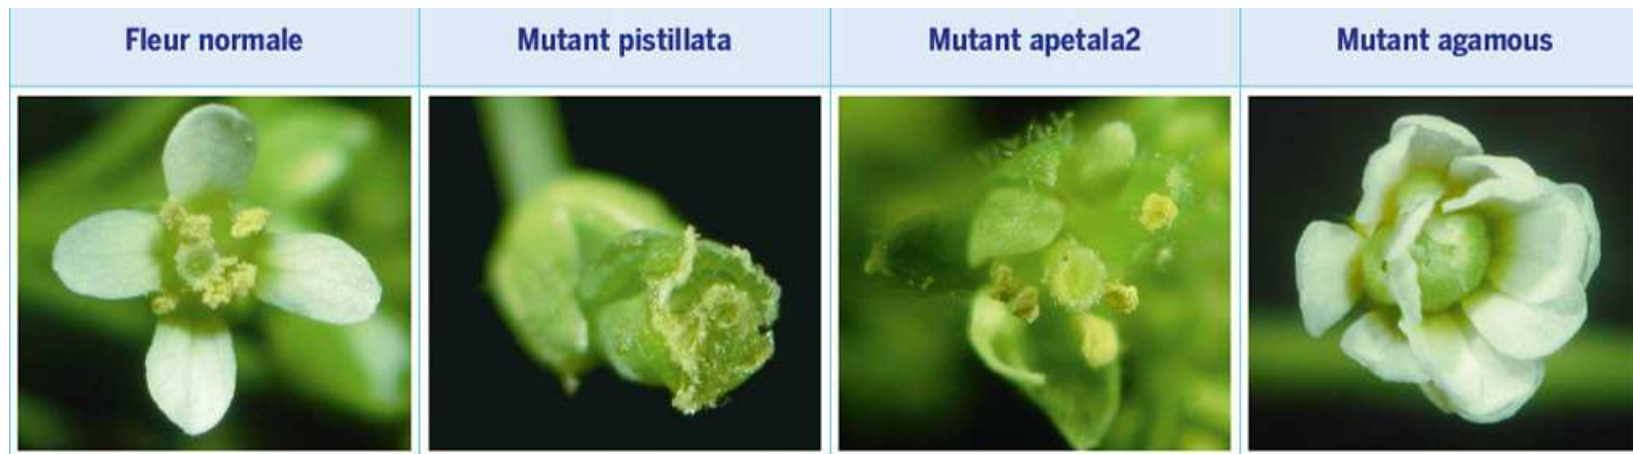 Fleur normale
Mutant pistillata
Mutant apetala2
Mutant agamous